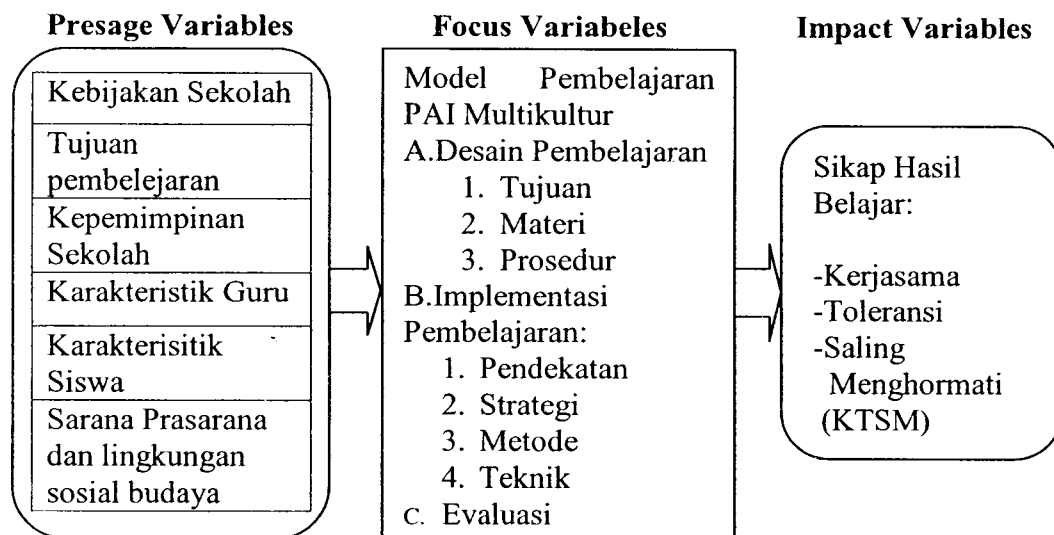 Presage Variables
Kebijakan Sekolah
Tujuan
pembelejaran
Kepemimpinan
Sekolah
Karakteristik Guru
Karakterisitik
Siswa
Sarana Prasarana
dan lingkungan
sosial budaya
Focus Variabeles
Model Pembelajaran
PAI Multikultur
A.Desain Pembelajaran
1. Tujuan
2. Materi
3. Prosedur
B.Implementasi
Pembelajaran:
1. Pendekatan
2. Strategi
3. Metode
4. Teknik
C. Evaluasi
Impact Variables
Sikap Hasil
Belajar:
-Kerjasama
-Toleransi
-Saling
Menghormati
(KTSM)